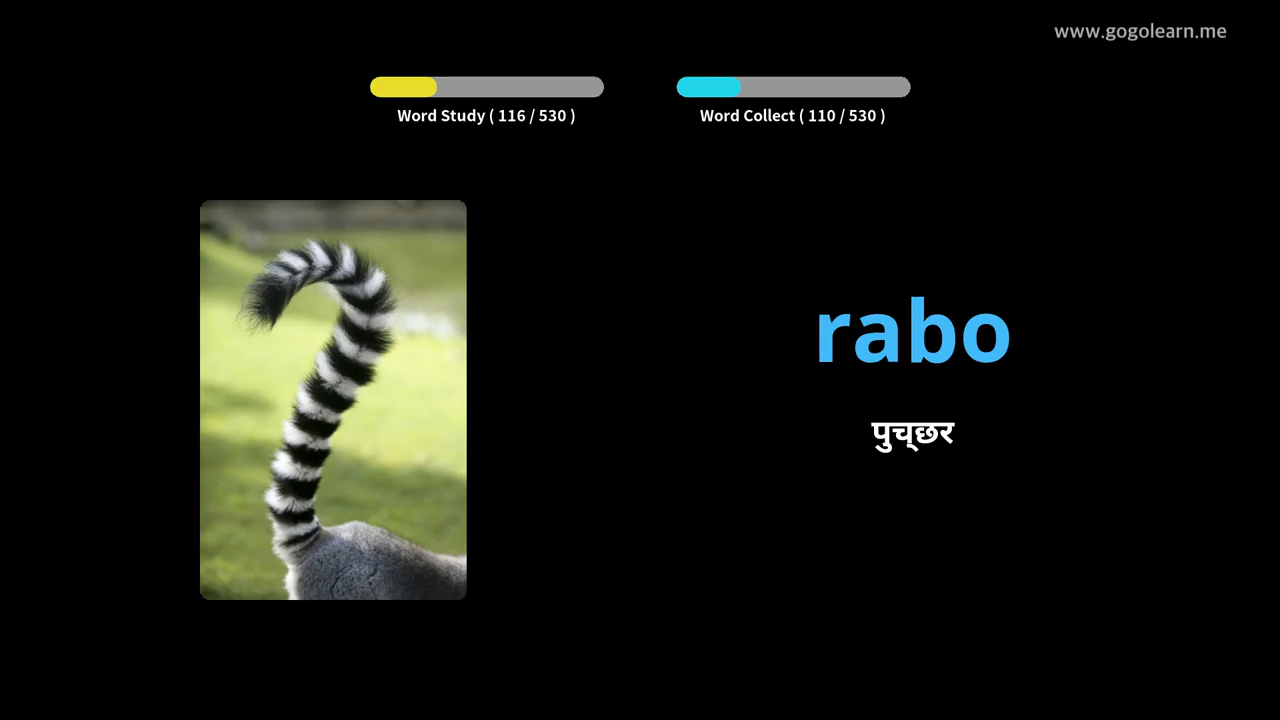 www.gogolearn.me
Word Study ( 116 / 530 )
Word Collect ( 110 / 530 )
rabo
पुच्छर